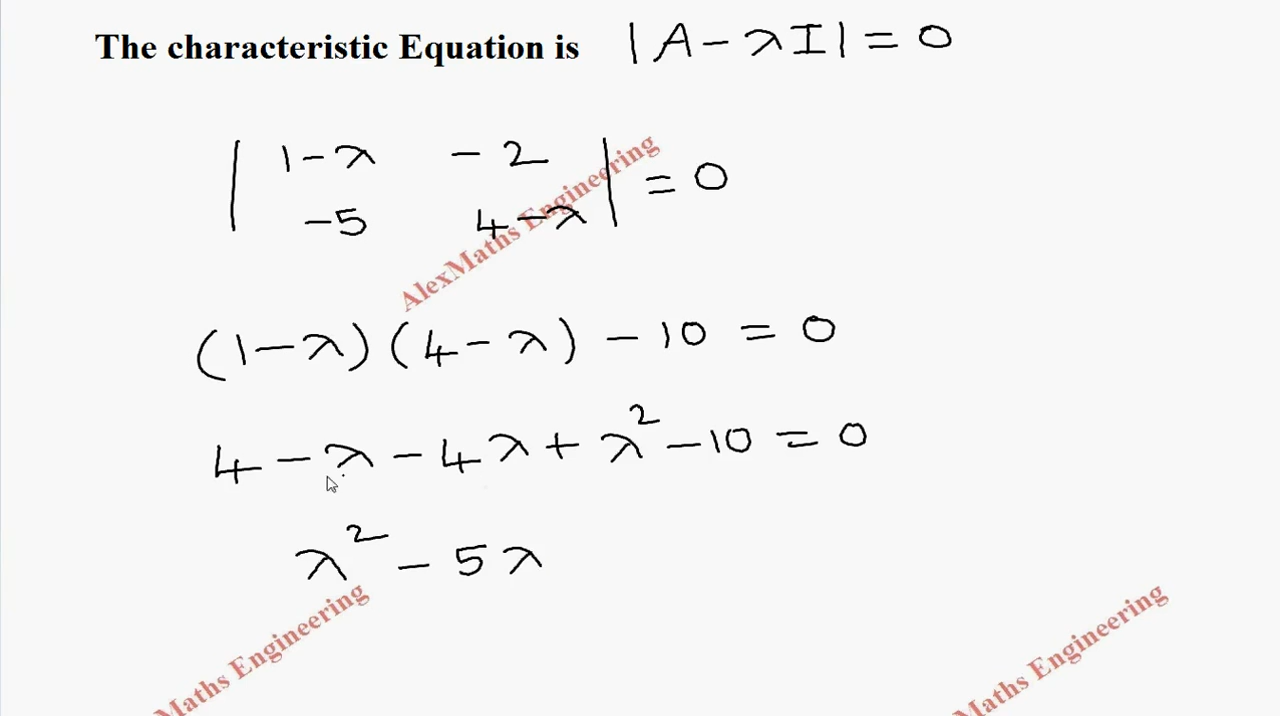 The characteristic Equation is |A - λI| = 0
1-λ -2
-5 4-λ = 0
AlexMaths Engineering
(1-λ)(4-λ) - 10 = 0
4 - λ - 4λ + λ² - 10 = 0
λ² - 5λ
Maths Engineering
Maths Engineering